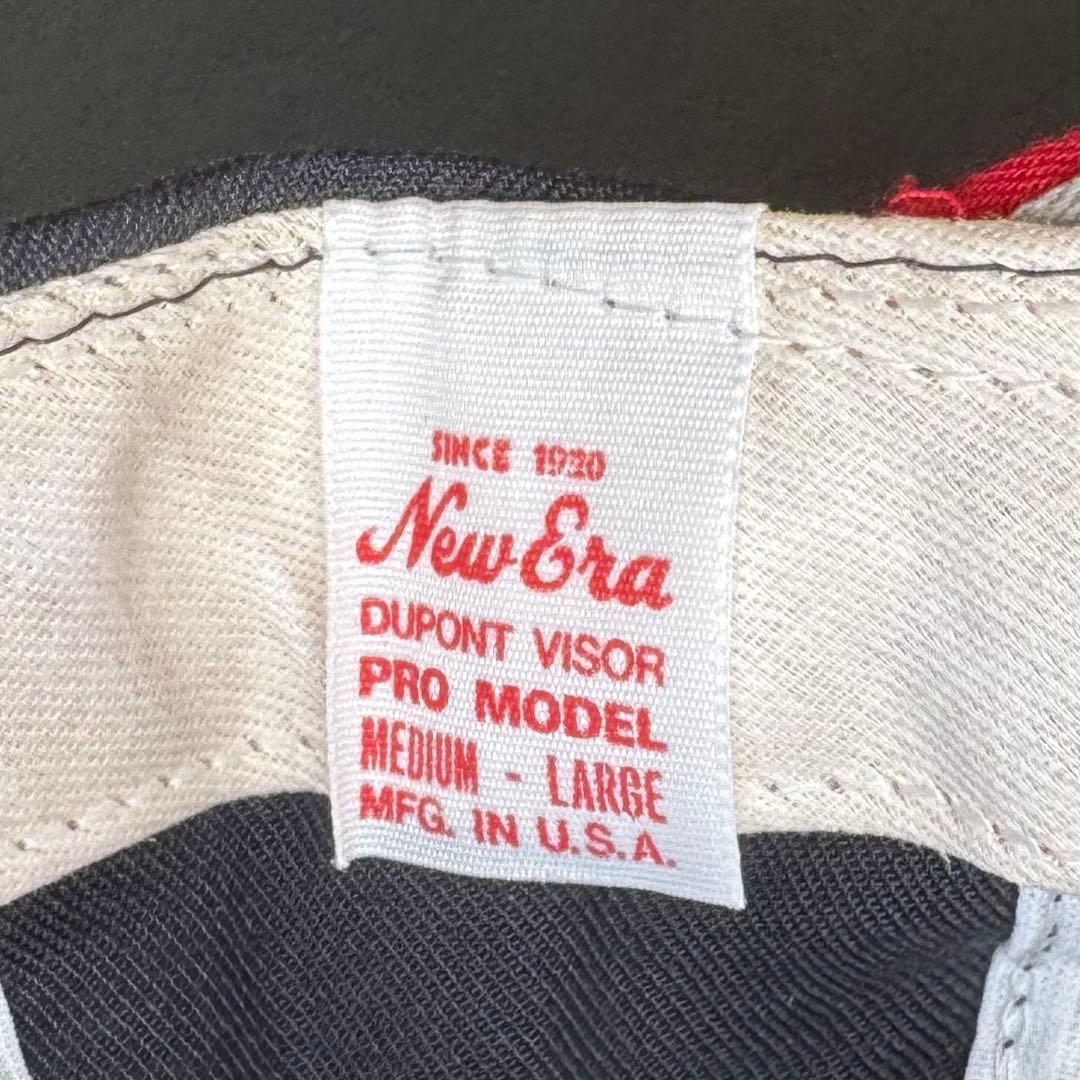 SINCE 1920
New Era
DUPONT VISOR
PRO MODEL
MEDIUM - LARGE
MFG. IN U.S.A.